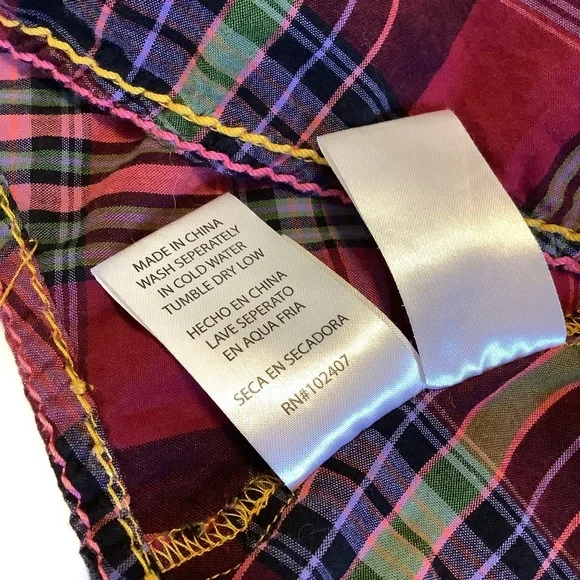 MADE IN CHINA
WASH SEPERATELY
IN COLD WATER
TUMBLE DRY LOW
HECHO EN CHINA
LAVE SEPERATO
EN AQUA FRIA
SECA EN SECADORA
RN#102407